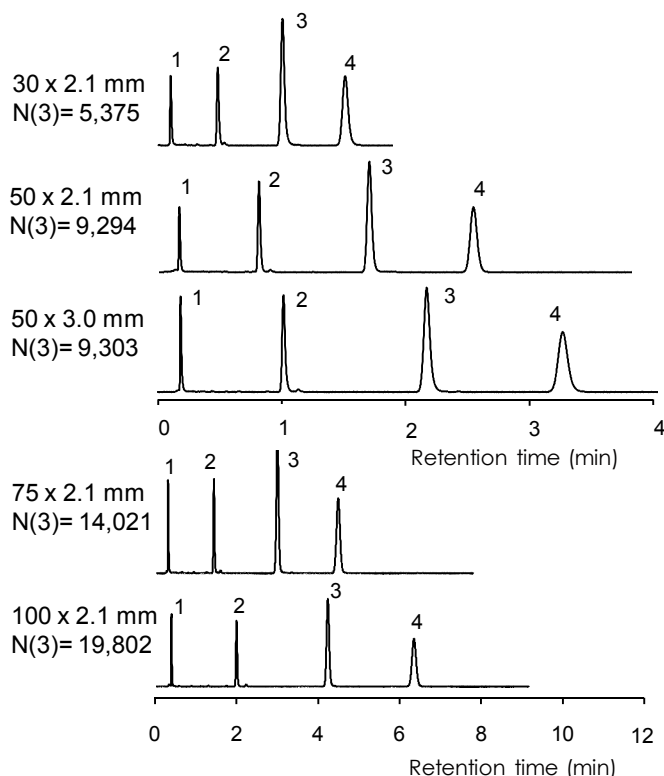 1 2 3 4
30 x 2.1 mm
N(3)= 5,375
1 2 3 4
50 x 2.1 mm
N(3)= 9,294
1 2 3 4
50 x 3.0 mm
N(3)= 9,303
0 1 2 3 4
Retention time (min)
1 2 3 4
75 x 2.1 mm
N(3)= 14,021
1 2 3 4
100 x 2.1 mm
N(3)= 19,802
0 2 4 6 8 10 12
Retention time (min)